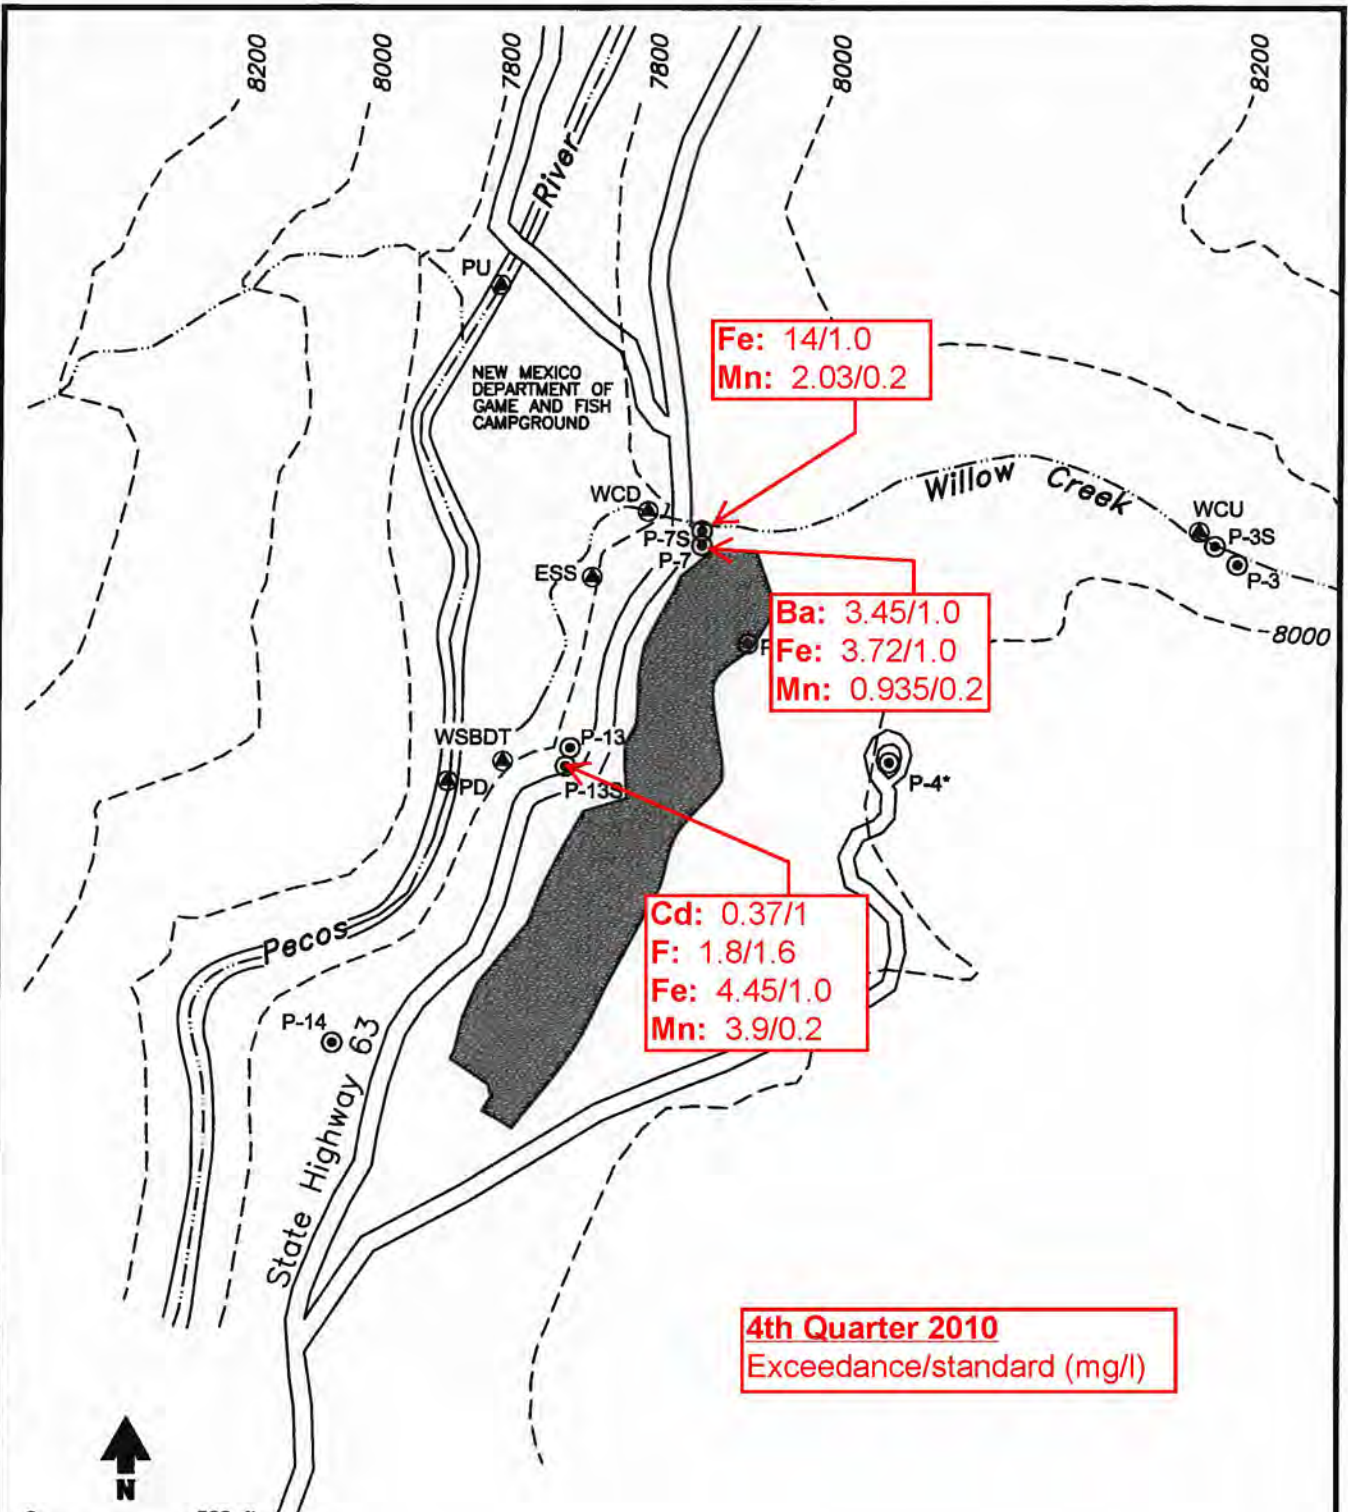 8200
8000
7800
7800
8000
8200
River
PU
NEW MEXICO
DEPARTMENT OF
GAME AND FISH
CAMPGROUND
Fe: 14/1.0
Mn: 2.03/0.2
Willow Creek
WCD
WCU
P-3S
P-3
P-7S
P-7
ESS
Ba: 3.45/1.0
Fe: 3.72/1.0
Mn: 0.935/0.2
8000
WSBDT
P-13
PD
P-13S
P-4*
Cd: 0.37/1
F: 1.8/1.6
Fe: 4.45/1.0
Mn: 3.9/0.2
Pecos
P-14
State Highway 63
4th Quarter 2010
Exceedance/standard (mg/l)
N